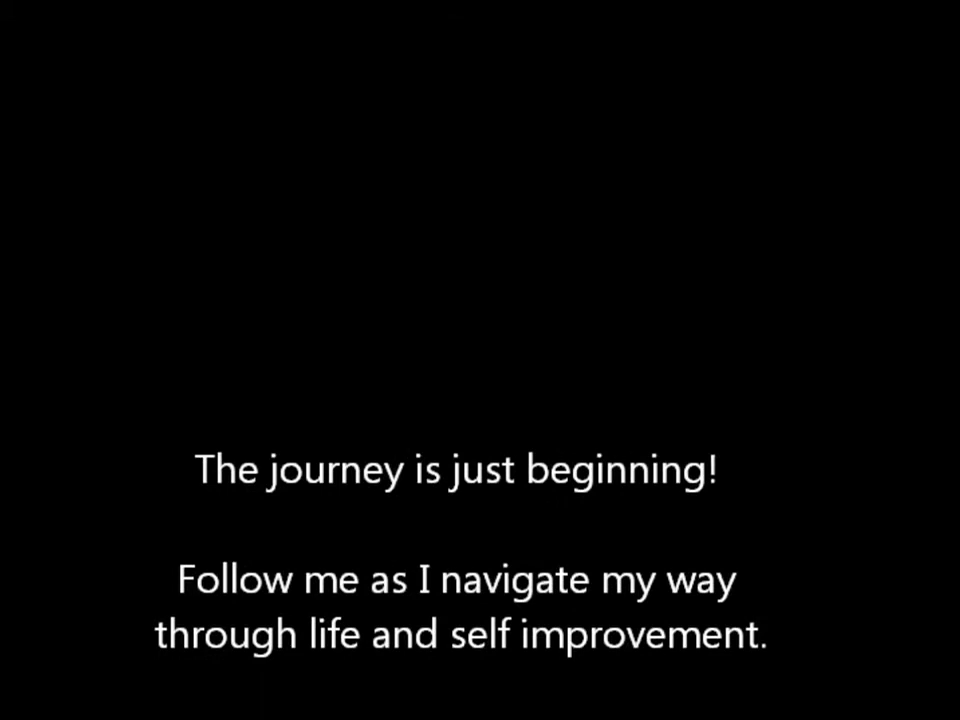 The journey is just beginning!
Follow me as I navigate my way
through life and self improvement.